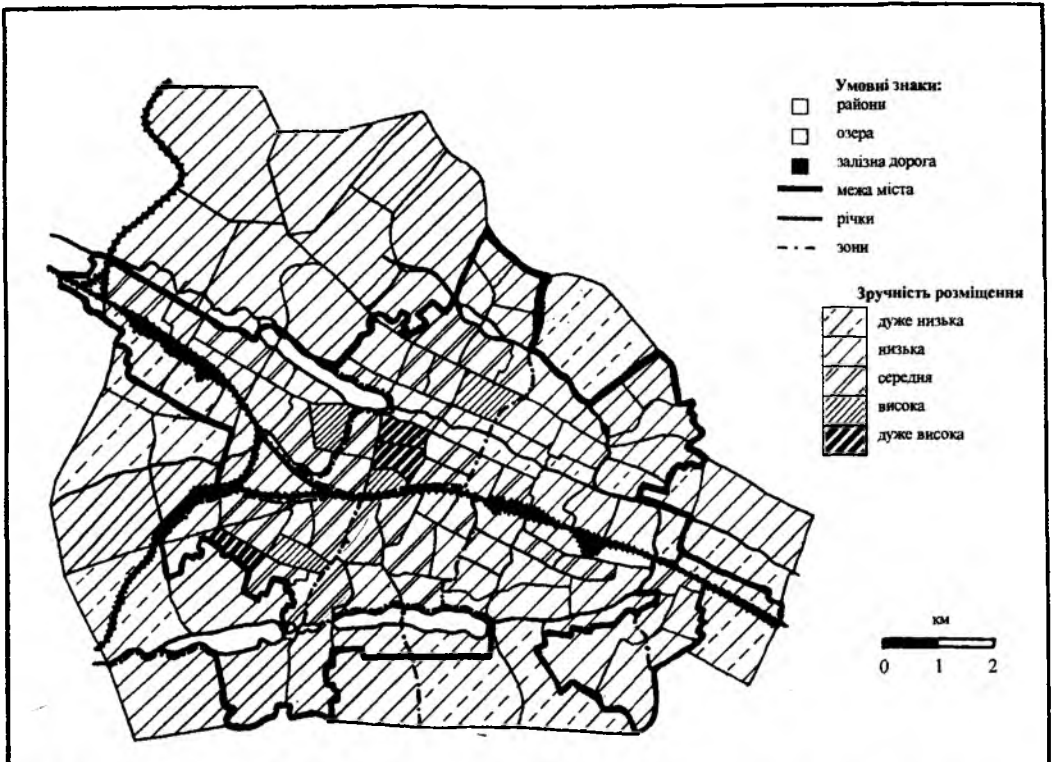 Умовні знаки:
райони
озера
залізна дорога
межа міста
річки
зони
Зручність розміщення
дуже низька
низька
середня
висока
дуже висока
км
0 1 2